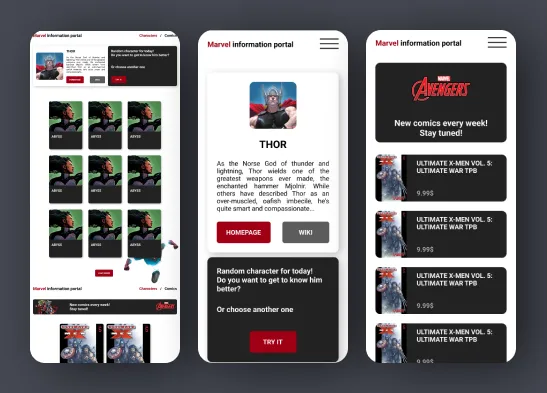 Marvel information portal
Characters / Comics
THOR
HOMEPAGE
WIKI
Random character for today!
Do you want to get to know him
better?
Or choose another one
TRY IT
ABYSS
ABYSS
ABYSS
ABYSS
ABYSS
ABYSS
ABYSS
ABYSS
ABYSS
Marvel information portal
Characters / Comics
New comics every week!
Stay tuned!
AVENGERS
Marvel information portal
THOR
As the Norse God of thunder and
lightning, Thor wields one of the
greatest weapons ever made, the
enchanted hammer Mjolnir. While
others have described Thor as an
over-muscled, oafish imbecile, he's
quite smart and compassionate...
HOMEPAGE
WIKI
Random character for today!
Do you want to get to know him
better?
Or choose another one
TRY IT
Marvel information portal
MARVEL
AVENGERS
New comics every week!
Stay tuned!
ULTIMATE X-MEN VOL. 5:
ULTIMATE WAR TPB
9.99$
ULTIMATE X-MEN VOL. 5:
ULTIMATE WAR TPB
9.99$
ULTIMATE X-MEN VOL. 5:
ULTIMATE WAR TPB
9.99$
ULTIMATE X-MEN VOL. 5:
ULTIMATE WAR TPB
9.99$